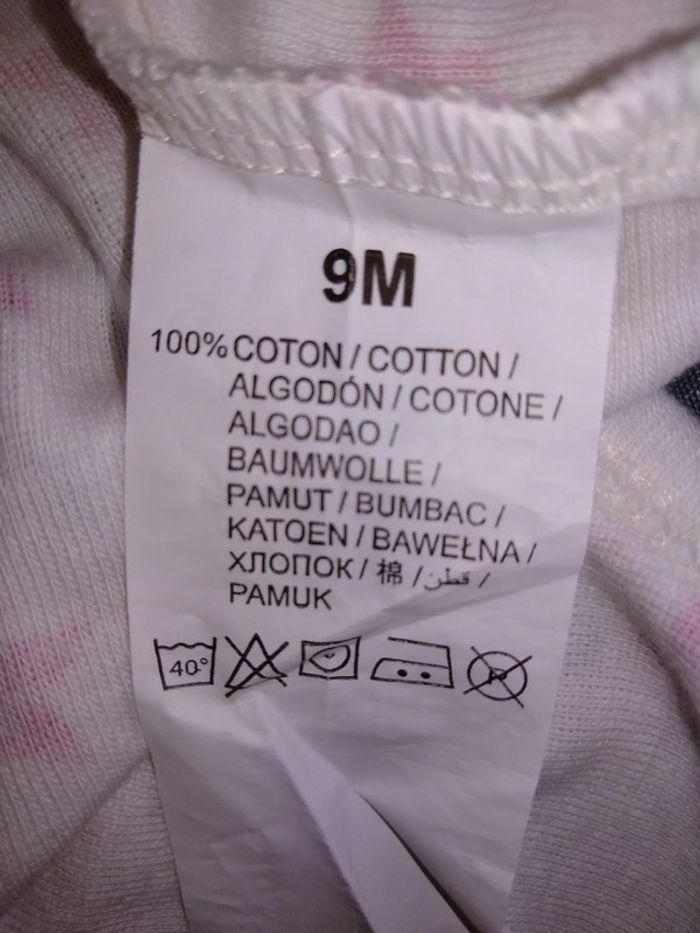 9M
100% COTON / COTTON /
ALGODÓN / COTONE /
ALGODAO /
BAUMWOLLE /
PAMUT / BUMBAC /
KATOEN / BAWEŁNA /
ХЛОПОК / 棉 / قطن /
PAMUK
40° P